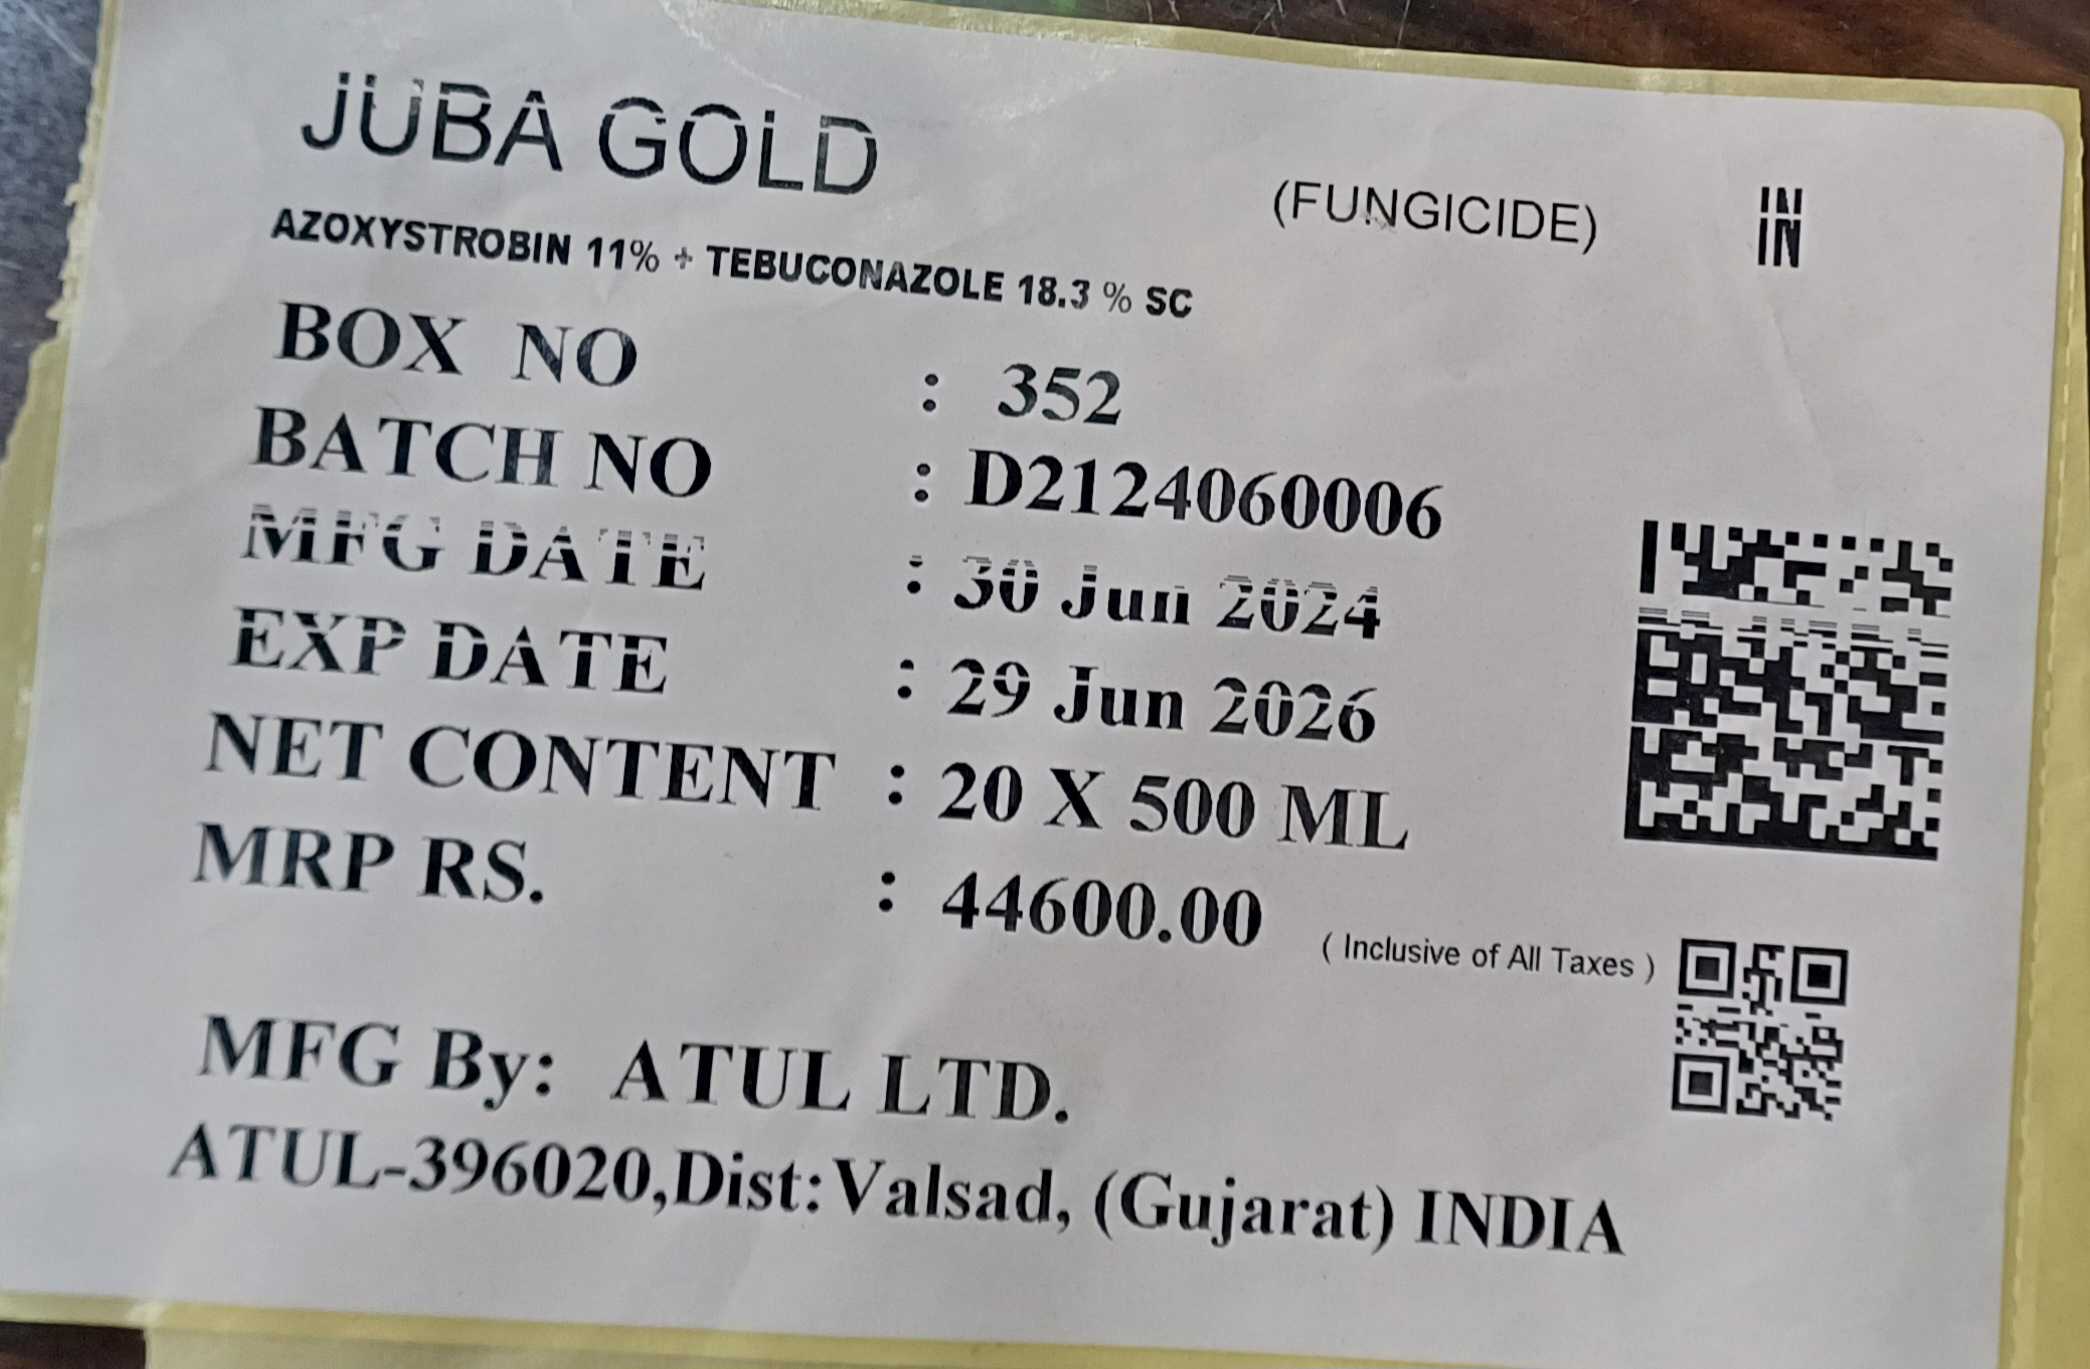 JUBA GOLD
(FUNGICIDE)
IN
AZOXYSTROBIN 11% + TEBUCONAZOLE 18.3 % SC
BOX NO : 352
BATCH NO : D2124060006
MFG DATE : 30 Jun 2024
EXP DATE : 29 Jun 2026
NET CONTENT : 20 X 500 ML
MRP RS. : 44600.00 ( Inclusive of All Taxes )
MFG By: ATUL LTD.
ATUL-396020,Dist:Valsad, (Gujarat) INDIA